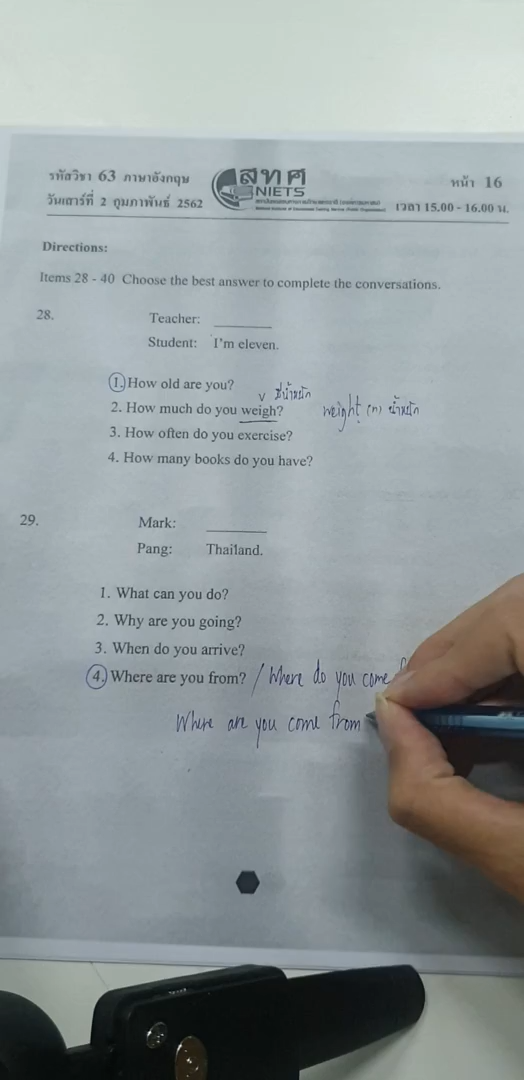 รหัสวิชา 63 ภาษาอังกฤษ
วันเสาร์ที่ 2 กุมภาพันธ์ 2562
สทศ
NIETS
หน้า 16
เวลา 15.00 - 16.00 น.
Directions:
Items 28 - 40 Choose the best answer to complete the conversations.
28.
Teacher:
Student: I'm eleven.
1. How old are you?
v มีน้ำหนัก
2. How much do you weigh? weight (n) น้ำหนัก
3. How often do you exercise?
4. How many books do you have?
29.
Mark:
Pang: Thailand.
1. What can you do?
2. Why are you going?
3. When do you arrive?
4. Where are you from? / Where do you come
Where are you come from